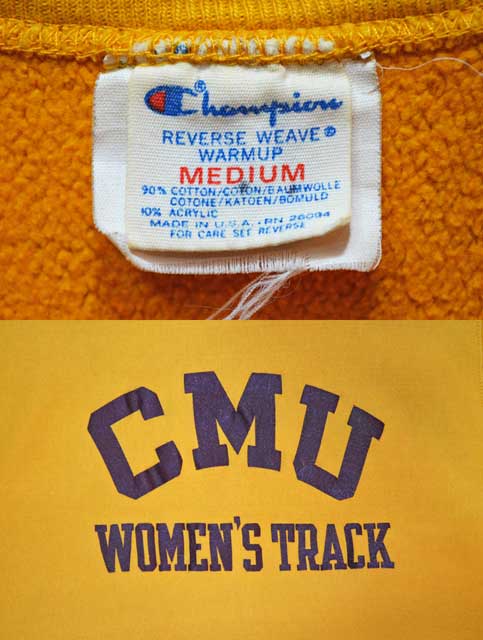 Champion®
REVERSE WEAVE®
WARMUP
MEDIUM
90% COTTON/COTON/BAUMWOLLE
COTONE/KATOEN/BOMULD
10% ACRYLIC
MADE IN U.S.A. · RN 26094
FOR CARE SEE REVERSE
CMU
WOMEN'S TRACK